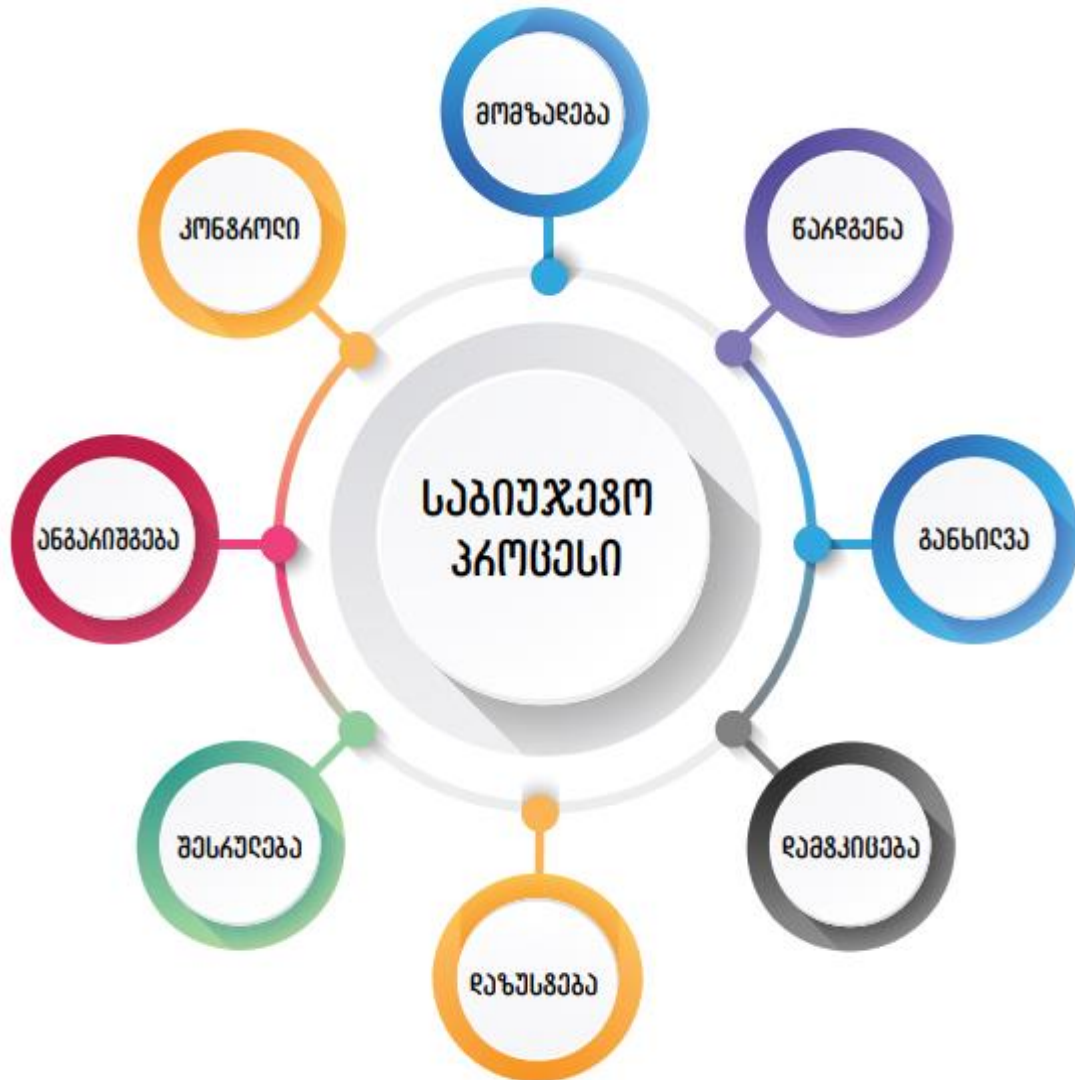 მომზადება
წარდგენა
განხილვა
დამტკიცება
დაზუსტება
შესრულება
ანგარიშგება
კონტროლი
საბიუჯეტო
პროცესი